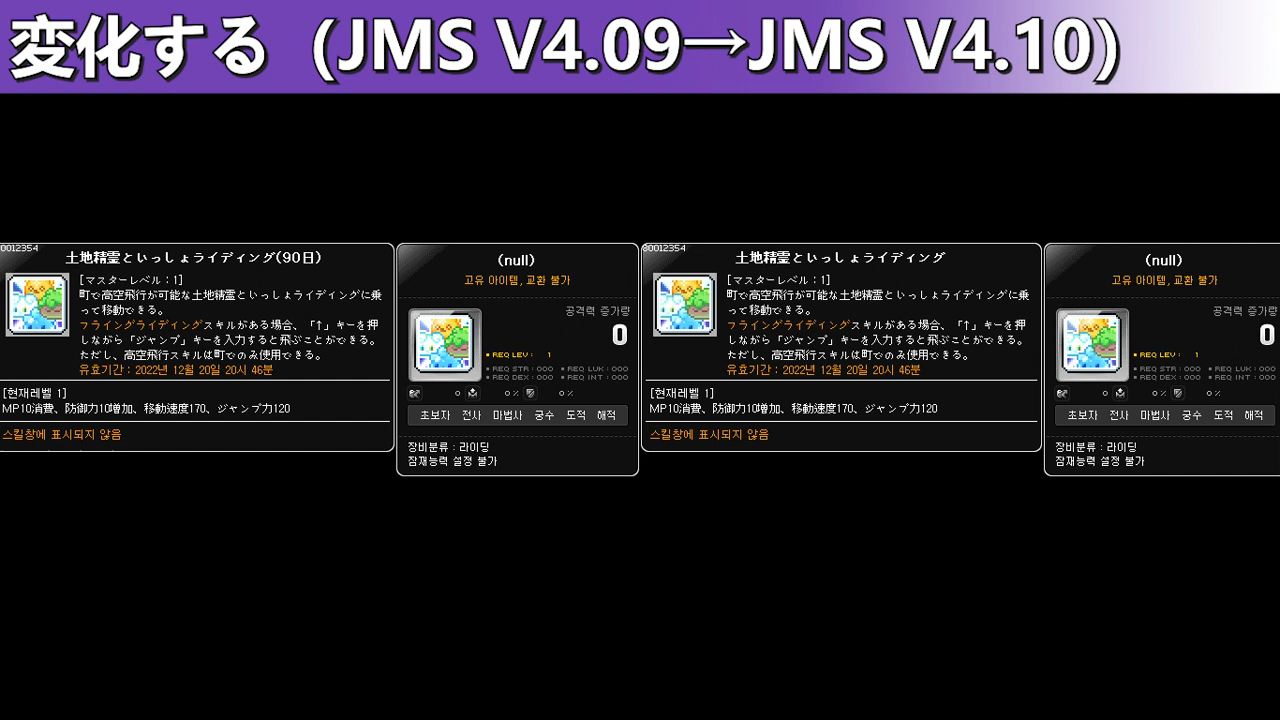 変化する（JMS V4.09→JMS V4.10）
土地精霊といっしょライディング(90日)
[マスターレベル：1]
町で高空飛行が可能な土地精霊といっしょライディングに乗
って移動できる。
フライングライディングスキルがある場合、「↑」キーを押
しながら「ジャンプ」キーを入力すると飛ぶことができる。
ただし、高空飛行スキルは町でのみ使用できる。
유효기간 : 2022년 12월 20일 20시 46분
[현재레벨 1]
MP10消費、防御力10増加、移動速度170、ジャンプ力120
스킬창에 표시되지 않음
(null)
고유 아이템, 교환 불가
공격력 증가량
0
REQ LEV : 1
REQ STR : 000 REQ LUK : 000
REQ DEX : 000 REQ INT : 000
0 0% 0%
초보자 전사 마법사 궁수 도적 해적
장비분류 : 라이딩
잠재능력 설정 불가
土地精霊といっしょライディング
[マスターレベル：1]
町で高空飛行が可能な土地精霊といっしょライディングに乗
って移動できる。
フライングライディングスキルがある場合、「↑」キーを押
しながら「ジャンプ」キーを入力すると飛ぶことができる。
ただし、高空飛行スキルは町でのみ使用できる。
유효기간 : 2022년 12월 20일 20시 46분
[현재레벨 1]
MP10消費、防御力10増加、移動速度170、ジャンプ力120
스킬창에 표시되지 않음
(null)
고유 아이템, 교환 불가
공격력 증가량
0
REQ LEV : 1
REQ STR : 000 REQ LUK : 000
REQ DEX : 000 REQ INT : 000
0 0% 0%
초보자 전사 마법사 궁수 도적 해적
장비분류 : 라이딩
잠재능력 설정 불가